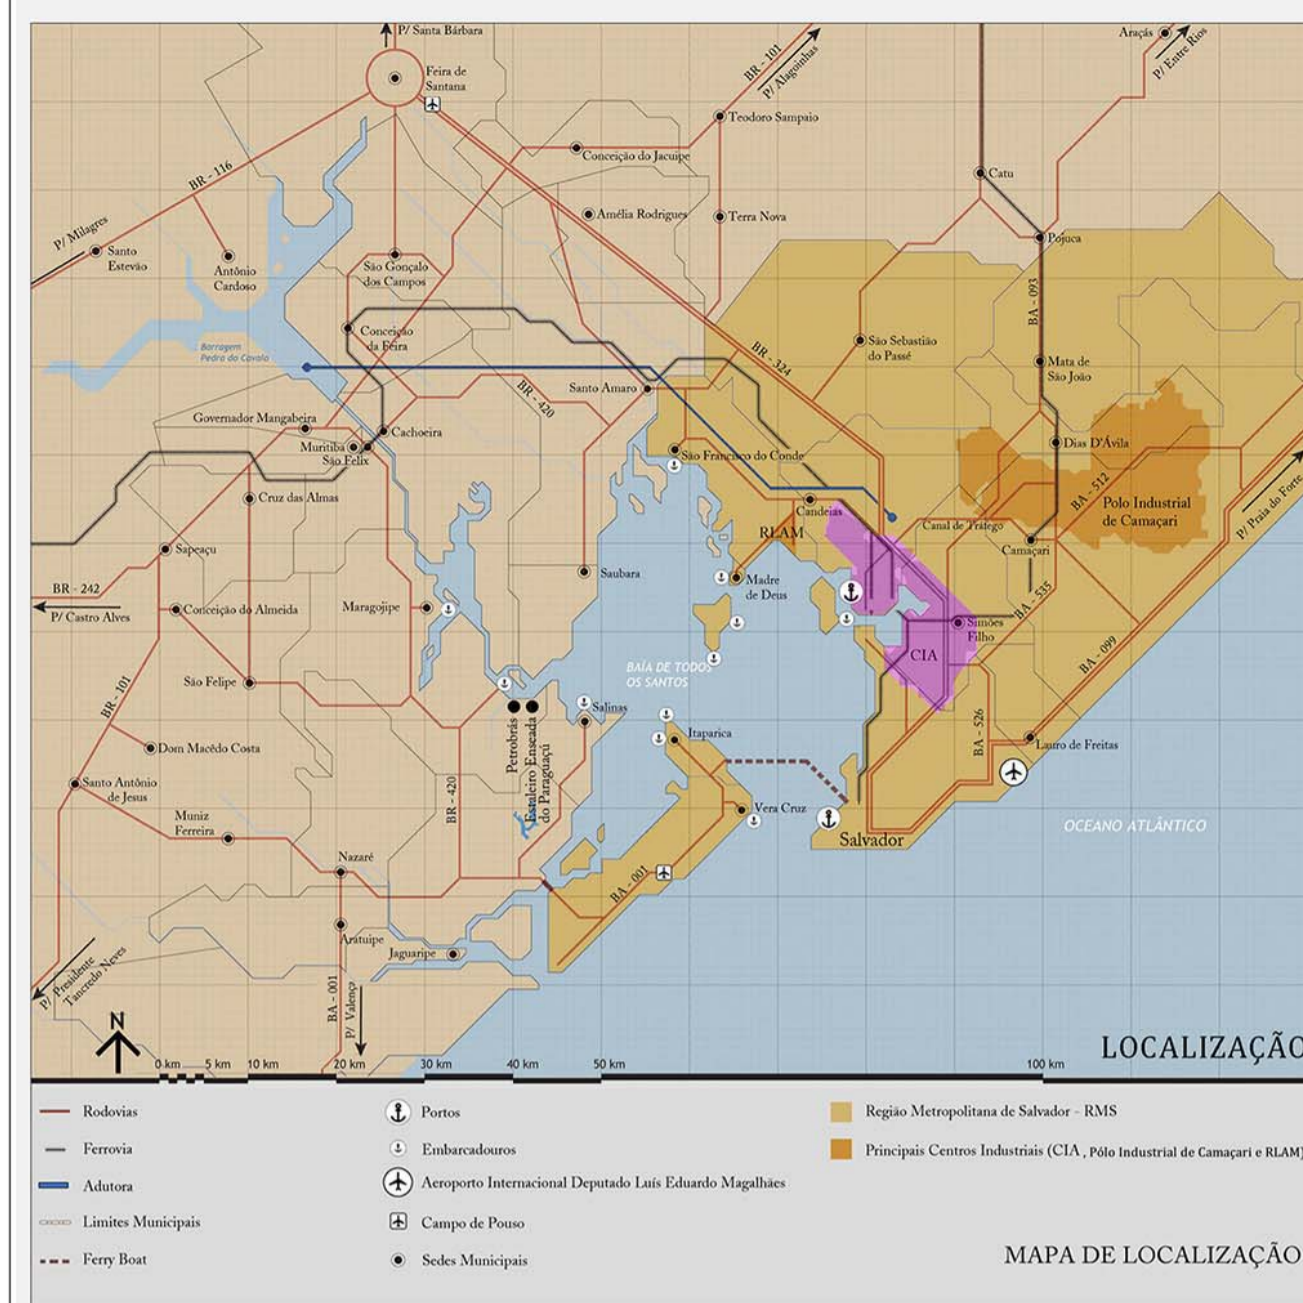 P/ Santa Bárbara
Feira de
Santana
BR - 101
P/ Alagoinhas
Araçás
P/ Entre Rios
Teodoro Sampaio
Conceição do Jacuipe
Catu
BR - 116
Amélia Rodrigues
Terra Nova
P/ Milagres
Santo
Estevão
Antônio
Cardoso
São Gonçalo
dos Campos
Pojuca
BA - 093
Conceição
da Feira
Barragem
Pedra do Cavalo
São Sebastião
do Passé
BR - 324
Mata de
São João
Santo Amaro
BR - 420
Governador Mangabeira
Cachoeira
Muritiba
São Felix
São Francisco do Conde
Dias D'Ávila
Cruz das Almas
Candeias
BA - 512
Polo Industrial
de Camaçari
P/ Praia do Forte
RLAM
Canal de Tráfego
Camaçari
Sapeaçu
Saubara
Madre
de Deus
BR - 242
P/ Castro Alves
Conceição do Almeida
Maragojipe
BA - 535
Simões
Filho
CIA
BA - 099
BAÍA DE TODOS
OS SANTOS
São Felipe
BR - 101
Salinas
Petrobrás
Estaleiro Enseada
do Paraguaçú
Itaparica
BA - 526
Lauro de Freitas
Dom Macêdo Costa
Santo Antônio
de Jesus
BR - 420
Muniz
Ferreira
Vera Cruz
Salvador
OCEANO ATLÂNTICO
Nazaré
BA - 001
Aratuipe
Jaguaripe
P/ Presidente
Tancredo Neves
BA - 001
P/ Valença
N
LOCALIZAÇÃO
0 km 5 km 10 km 20 km 30 km 40 km 50 km 100 km
Rodovias
Ferrovia
Adutora
Limites Municipais
Ferry Boat
Portos
Embarcadouros
Aeroporto Internacional Deputado Luís Eduardo Magalhães
Campo de Pouso
Sedes Municipais
Região Metropolitana de Salvador - RMS
Principais Centros Industriais (CIA , Pólo Industrial de Camaçari e RLAM)
MAPA DE LOCALIZAÇÃO